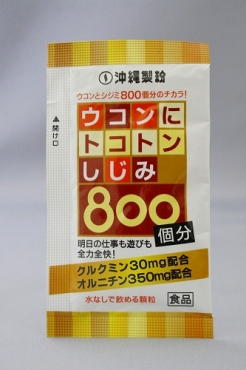 沖縄製粉
ウコンとシジミ800個分のチカラ!
ウコンに
トコトン
しじみ
800
個分
▲開け口
明日の仕事も遊びも
全力全快!
クルクミン30mg配合
オルニチン350mg配合
水なしで飲める顆粒
食品